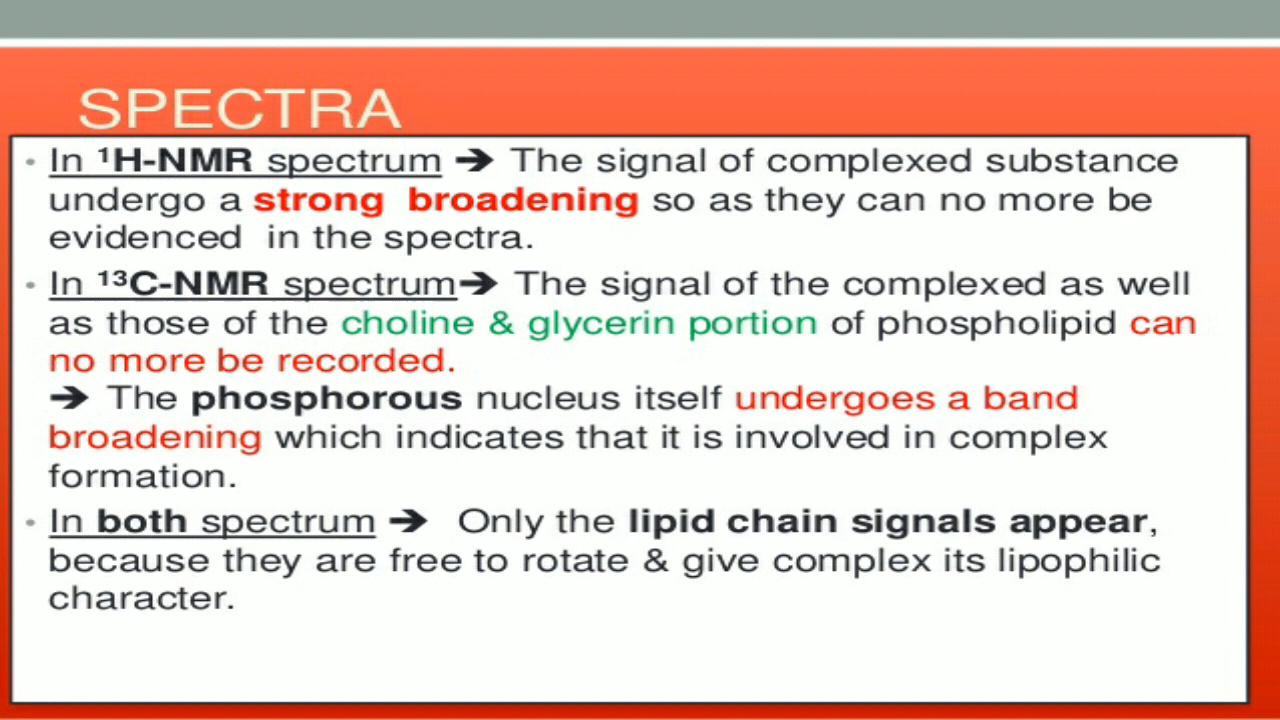 SPECTRA
• In ¹H-NMR spectrum ➔ The signal of complexed substance
undergo a strong broadening so as they can no more be
evidenced in the spectra.
• In ¹³C-NMR spectrum➔ The signal of the complexed as well
as those of the choline & glycerin portion of phospholipid can
no more be recorded.
➔ The phosphorous nucleus itself undergoes a band
broadening which indicates that it is involved in complex
formation.
• In both spectrum ➔ Only the lipid chain signals appear,
because they are free to rotate & give complex its lipophilic
character.